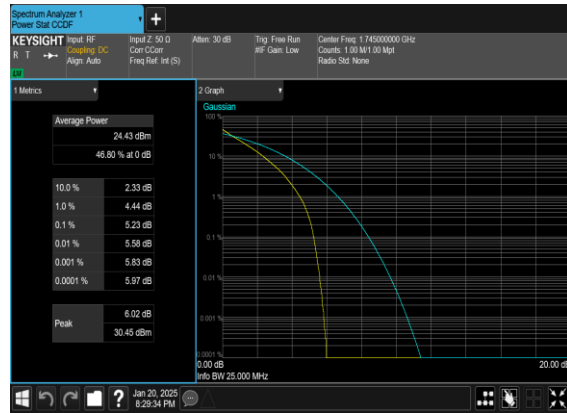 Spectrum Analyzer 1
Power Stat CCDF
KEYSIGHT
R T
LV
Input: RF
Coupling: DC
Align: Auto
Input Z: 50 Ω
Corr CCorr
Freq Ref: Int (S)
Atten: 30 dB
Trig: Free Run
#IF Gain: Low
Center Freq: 1.745000000 GHz
Counts: 1.00 M/1.00 Mpt
Radio Std: None
1 Metrics
Average Power
24.43 dBm
46.80 % at 0 dB
10.0 % 2.33 dB
1.0 % 4.44 dB
0.1 % 5.23 dB
0.01 % 5.58 dB
0.001 % 5.83 dB
0.0001 % 5.97 dB
Peak
6.02 dB
30.45 dBm
2 Graph
Gaussian
100 %
10 %
1 %
0.1 %
0.01 %
0.001 %
0.0001 %
0.00 dB 20.00 dB
Info BW 25.000 MHz
?
Jan 20, 2025
8:29:34 PM